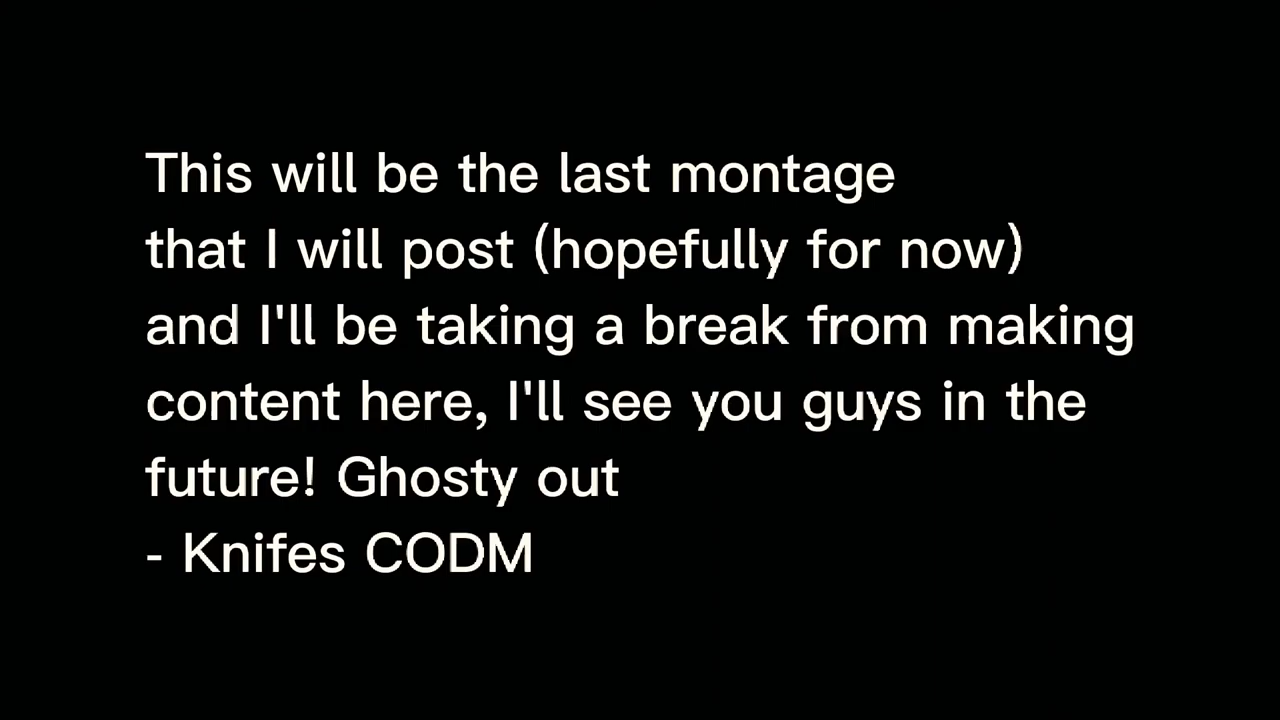 This will be the last montage
that I will post (hopefully for now)
and I'll be taking a break from making
content here, I'll see you guys in the
future! Ghosty out
- Knifes CODM